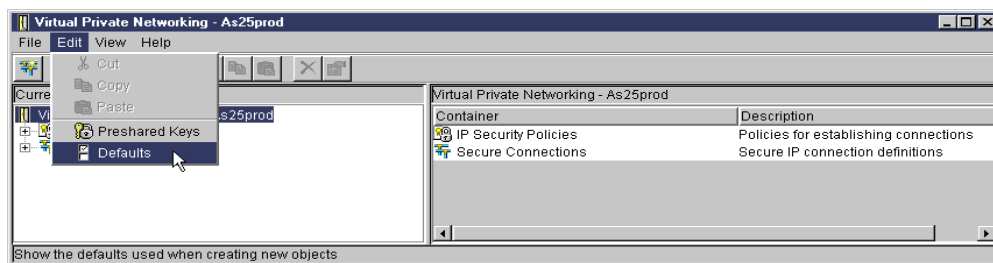 Virtual Private Networking - As25prod
File Edit View Help
Cut
Copy
Paste
Preshared Keys
Defaults
Curre
Vi
s25prod
Virtual Private Networking - As25prod
Container Description
IP Security Policies Policies for establishing connections
Secure Connections Secure IP connection definitions
Show the defaults used when creating new objects